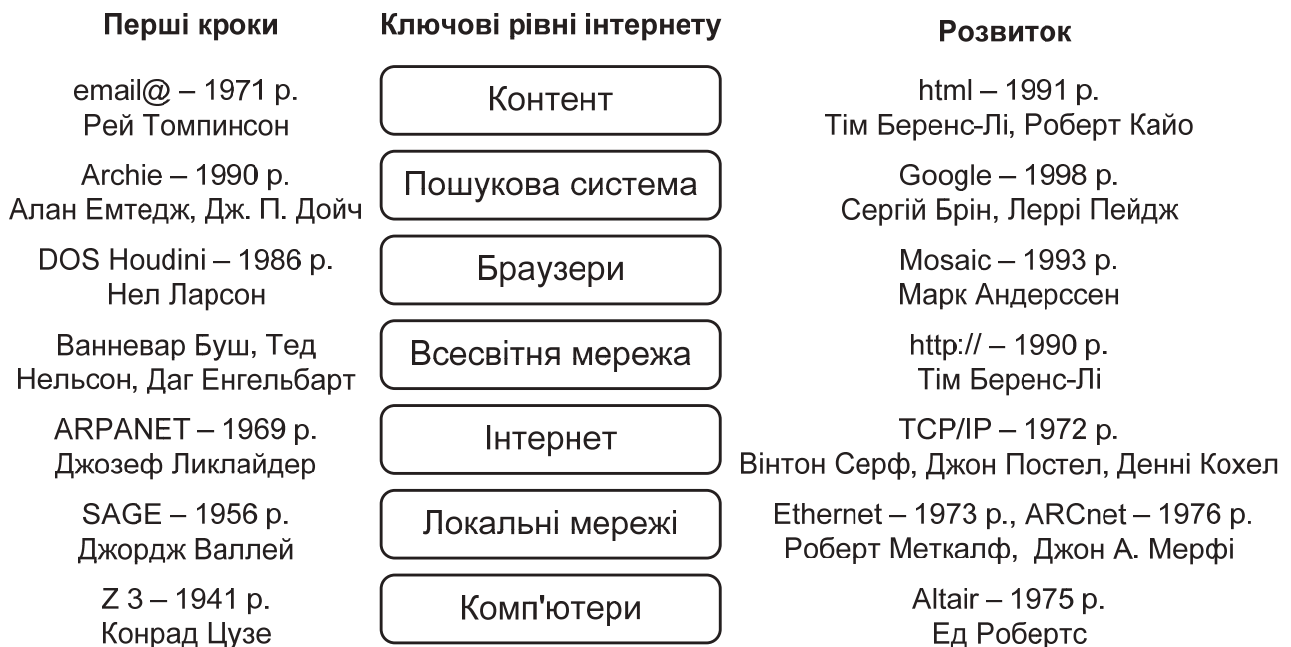 Перші кроки Ключові рівні інтернету Розвиток
email@ – 1971 р.
Рей Томпинсон
Контент
html – 1991 р.
Тім Беренс-Лі, Роберт Кайо
Archie – 1990 р.
Алан Емтедж, Дж. П. Дойч
Пошукова система
Google – 1998 р.
Сергій Брін, Леррі Пейдж
DOS Houdini – 1986 р.
Нел Ларсон
Браузери
Mosaic – 1993 р.
Марк Андерссен
Ванневар Буш, Тед
Нельсон, Даг Енгельбарт
Всесвітня мережа
http:// – 1990 р.
Тім Беренс-Лі
ARPANET – 1969 р.
Джозеф Ликлайдер
Інтернет
TCP/IP – 1972 р.
Вінтон Серф, Джон Постел, Денні Кохел
SAGE – 1956 р.
Джордж Валлей
Локальні мережі
Ethernet – 1973 р., ARCnet – 1976 р.
Роберт Меткалф, Джон А. Мерфі
Z 3 – 1941 р.
Конрад Цузе
Комп'ютери
Altair – 1975 р.
Ед Робертс